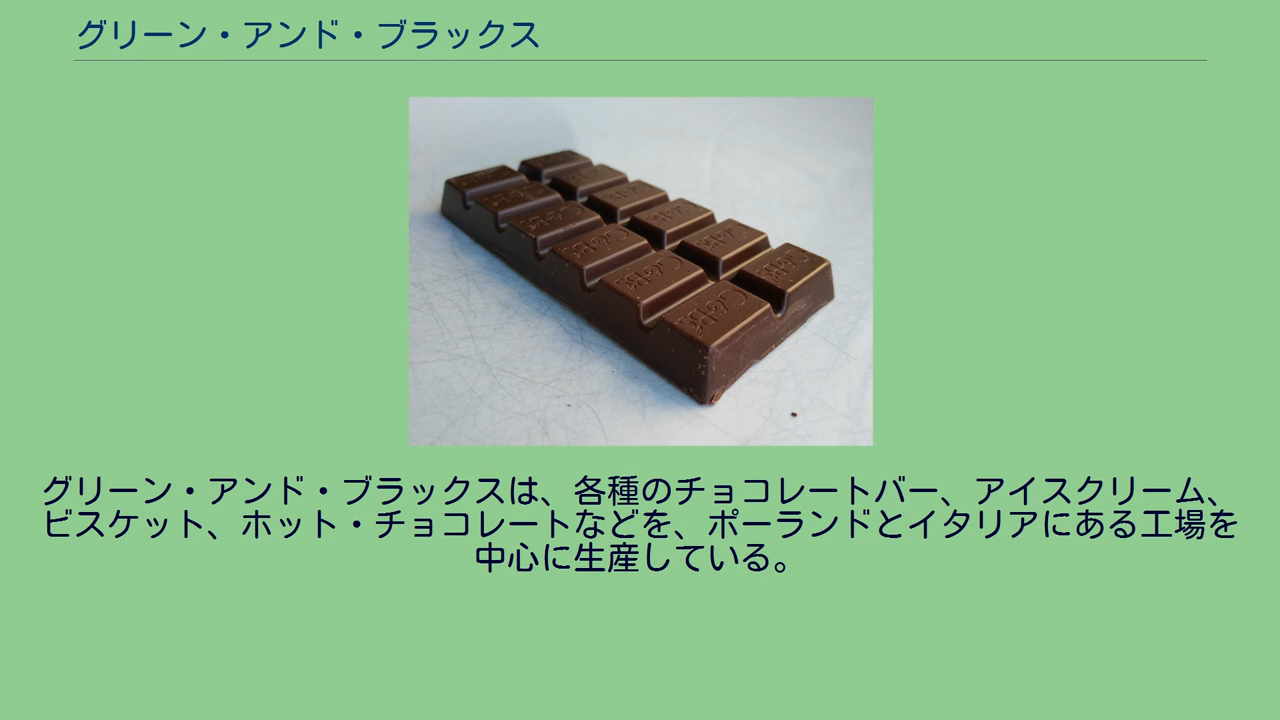 グリーン・アンド・ブラックス
G&B's
G&B's
G&B's
グリーン・アンド・ブラックスは、各種のチョコレートバー、アイスクリーム、
ビスケット、ホット・チョコレートなどを、ポーランドとイタリアにある工場を
中心に生産している。